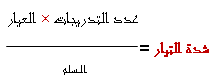 عدد التدريجات × العيار
شدة التيار =
السلم